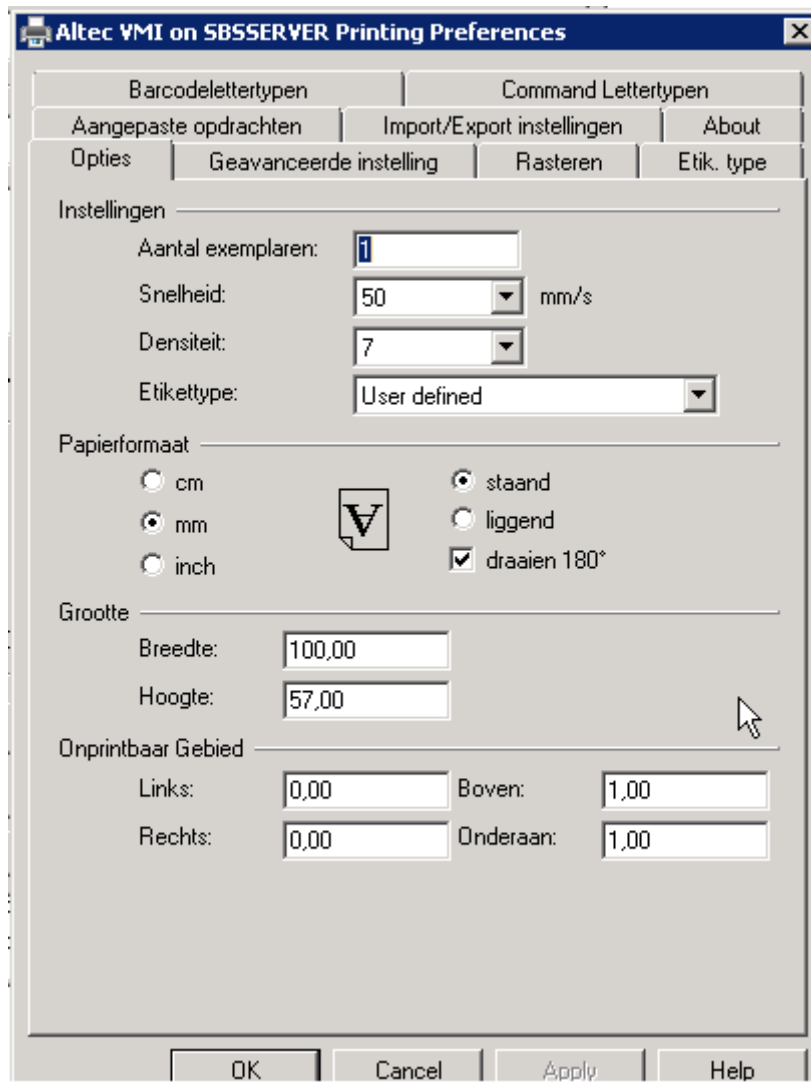 Altec VMI on SBSSERVER Printing Preferences
Barcodelettertypen Command Lettertypen
Aangepaste opdrachten Import/Export instellingen About
Opties Geavanceerde instelling Rasteren Etik. type
Instellingen
Aantal exemplaren: 1
Snelheid: 50 mm/s
Densiteit: 7
Etikettype: User defined
Papierformaat
cm staand
mm liggend
inch draaien 180°
Grootte
Breedte: 100,00
Hoogte: 57,00
Onprintbaar Gebied
Links: 0,00 Boven: 1,00
Rechts: 0,00 Onderaan: 1,00
OK Cancel Apply Help